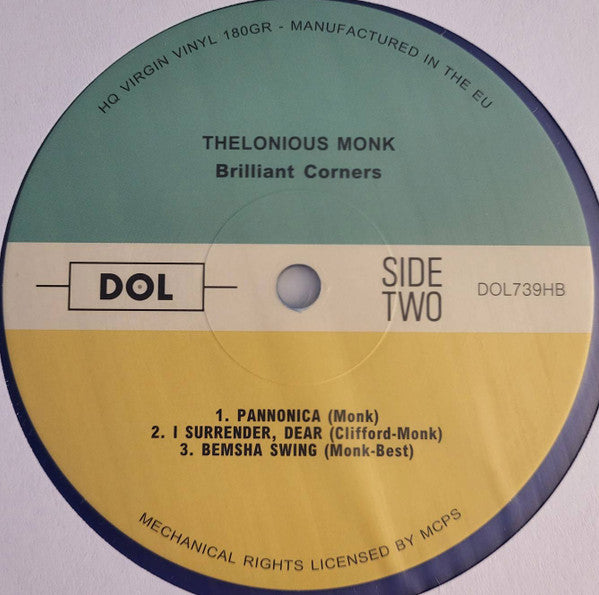 HQ VIRGIN VINYL 180GR - MANUFACTURED IN THE EU
THELONIOUS MONK
Brilliant Corners
DOL
SIDE
TWO
DOL739HB
1. PANNONICA (Monk)
2. I SURRENDER, DEAR (Clifford-Monk)
3. BEMSHA SWING (Monk-Best)
MECHANICAL RIGHTS LICENSED BY MCPS